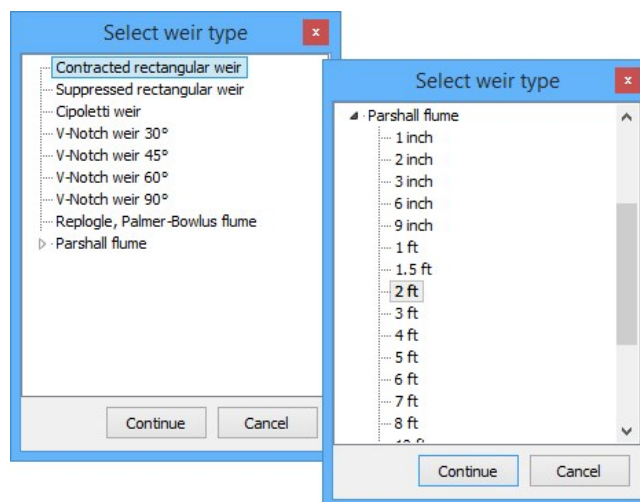 Select weir type
Contracted rectangular weir
Suppressed rectangular weir
Cipoletti weir
V-Notch weir 30°
V-Notch weir 45°
V-Notch weir 60°
V-Notch weir 90°
Replogle, Palmer-Bowlus flume
Parshall flume
Continue Cancel
Select weir type
Parshall flume
1 inch
2 inch
3 inch
6 inch
9 inch
1 ft
1.5 ft
2 ft
3 ft
4 ft
5 ft
6 ft
7 ft
8 ft
Continue Cancel